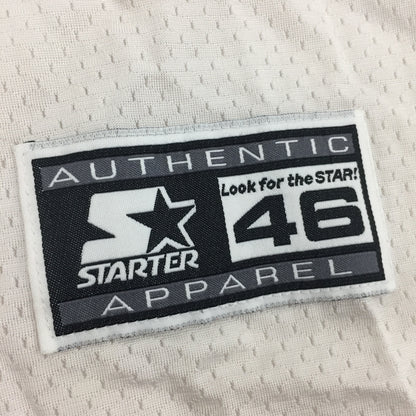 AUTHENTIC
Look for the STAR!
46
STARTER
APPAREL